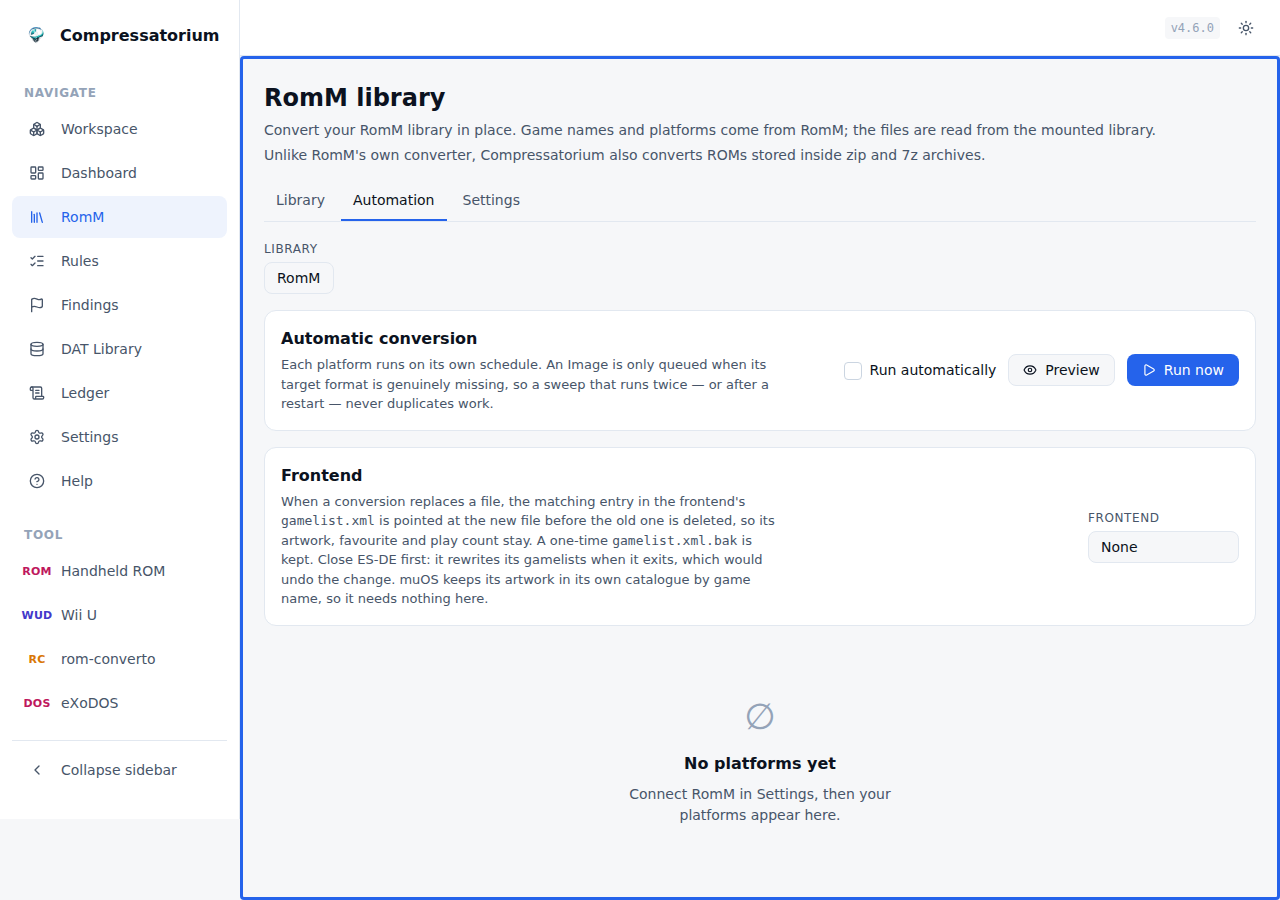 Compressatorium
v4.6.0
NAVIGATE
Workspace
Dashboard
RomM
Rules
Findings
DAT Library
Ledger
Settings
Help
TOOL
ROM Handheld ROM
WUD Wii U
RC rom-converto
DOS eXoDOS
Collapse sidebar
RomM library
Convert your RomM library in place. Game names and platforms come from RomM; the files are read from the mounted library.
Unlike RomM's own converter, Compressatorium also converts ROMs stored inside zip and 7z archives.
Library Automation Settings
LIBRARY
RomM
Automatic conversion
Each platform runs on its own schedule. An Image is only queued when its
target format is genuinely missing, so a sweep that runs twice — or after a
restart — never duplicates work.
Run automatically Preview Run now
Frontend
When a conversion replaces a file, the matching entry in the frontend's
gamelist.xml is pointed at the new file before the old one is deleted, so its
artwork, favourite and play count stay. A one-time gamelist.xml.bak is
kept. Close ES-DE first: it rewrites its gamelists when it exits, which would
undo the change. muOS keeps its artwork in its own catalogue by game
name, so it needs nothing here.
FRONTEND
None
No platforms yet
Connect RomM in Settings, then your
platforms appear here.